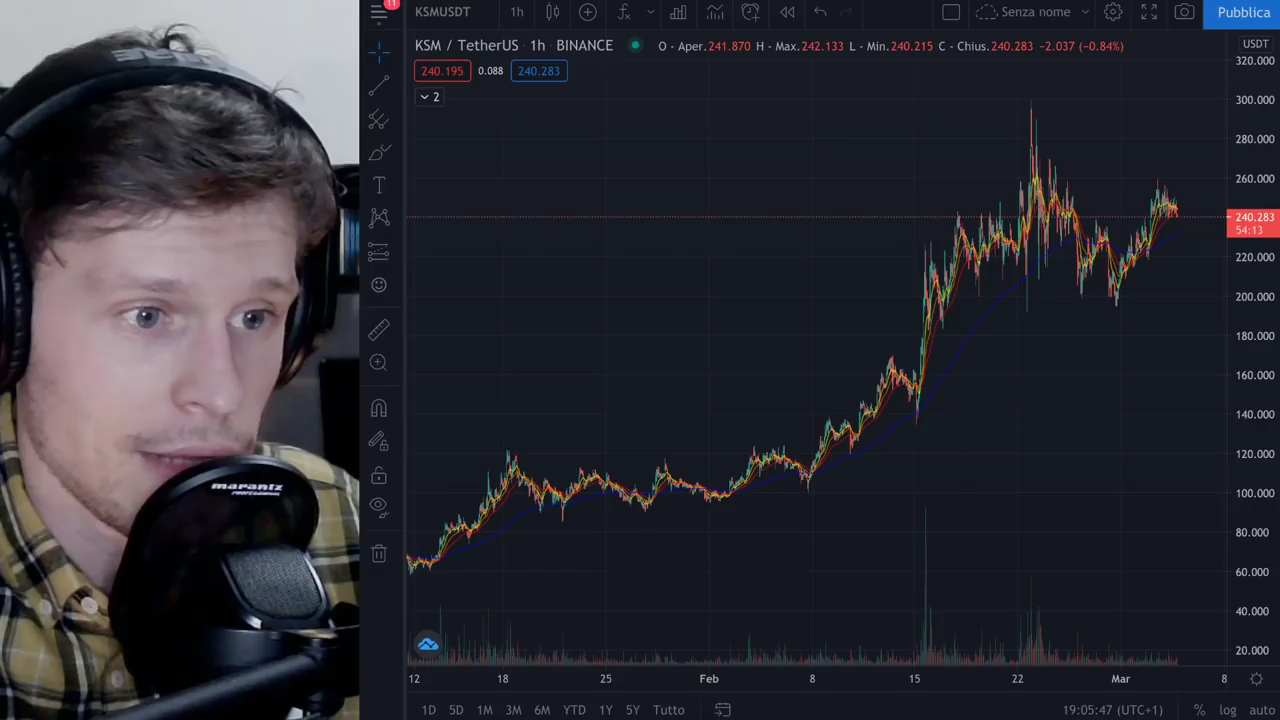 11
KSMUSDT 1h Senza nome Pubblica
KSM / TetherUS · 1h · BINANCE O - Aper.241.870 H - Max.242.133 L - Min.240.215 C - Chius.240.283 −2.037 (−0.84%) USDT
240.195 0.088 240.283
2
320.000
300.000
280.000
260.000
240.283
54:13
220.000
200.000
180.000
160.000
140.000
120.000
100.000
80.000
60.000
40.000
20.000
12 18 25 Feb 8 15 22 Mar 8
1D 5D 1M 3M 6M YTD 1Y 5Y Tutto 19:05:47 (UTC+1) % log auto
marantz
PROFESSIONAL